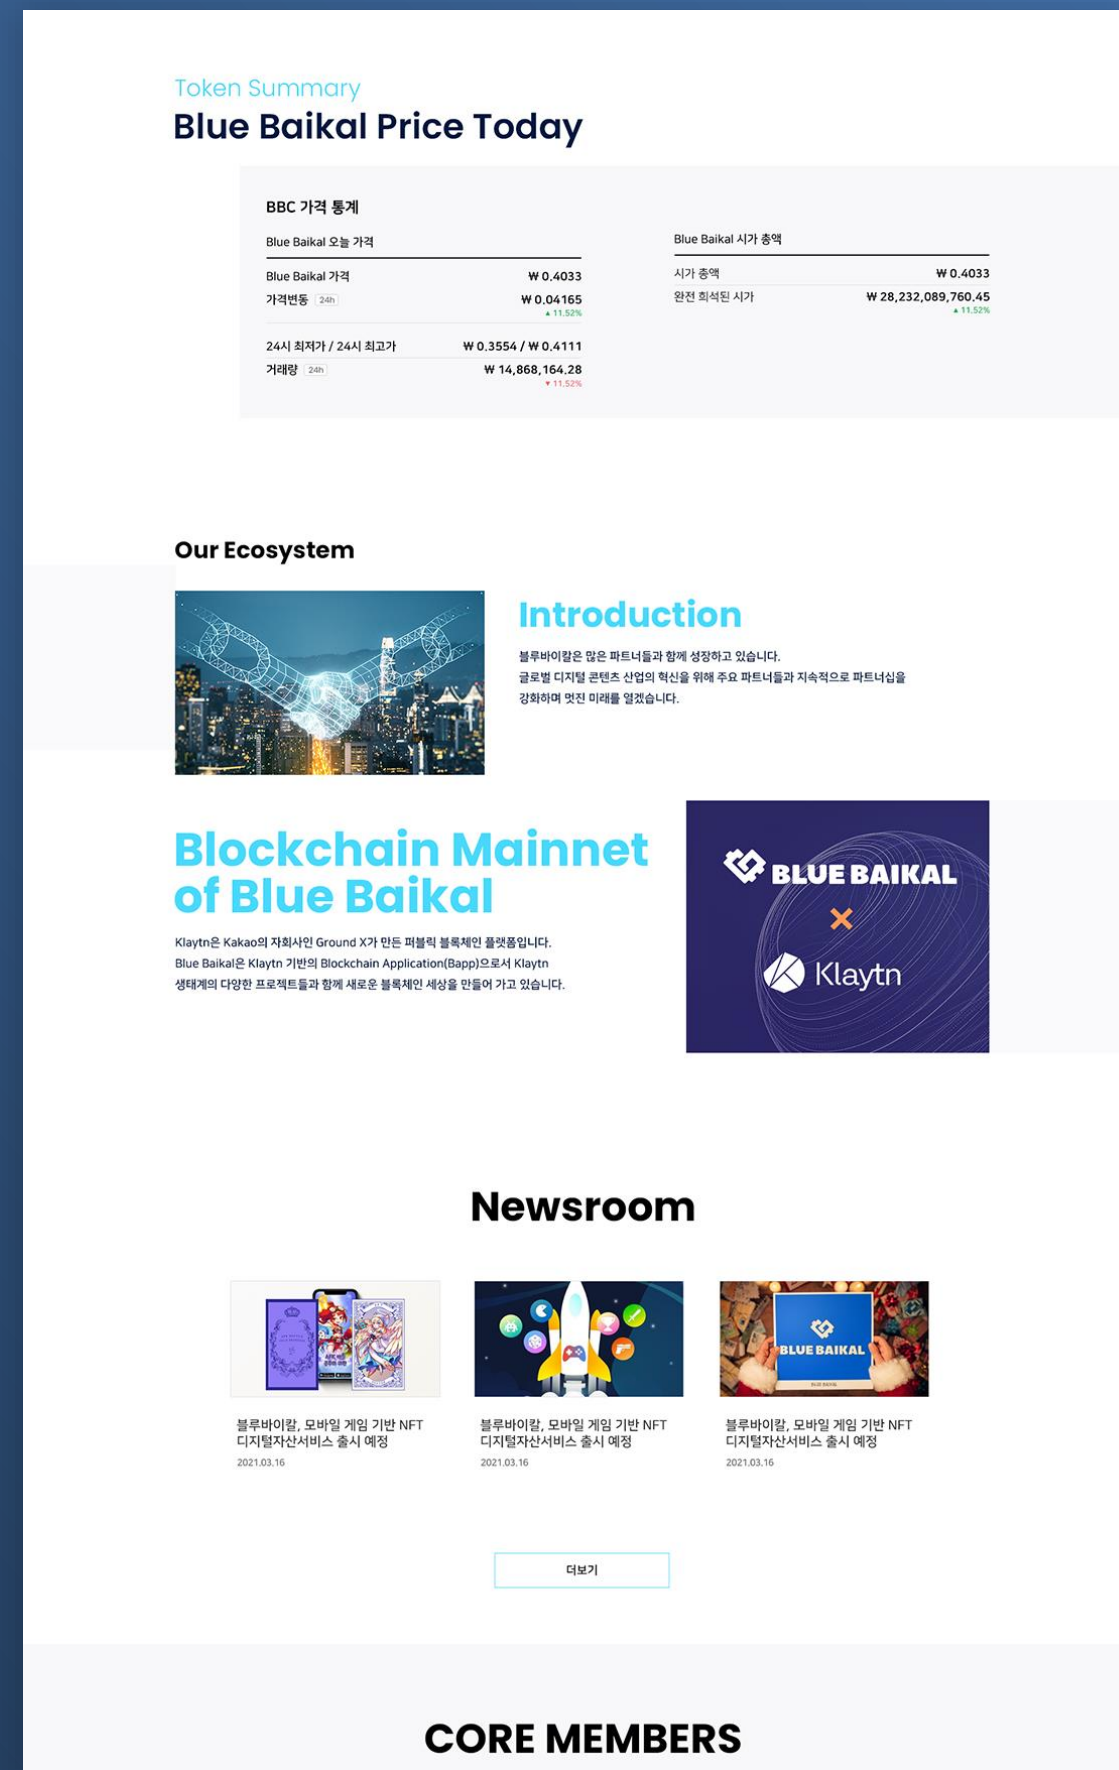 Token Summary
Blue Baikal Price Today
BBC 가격 통계
Blue Baikal 오늘 가격
Blue Baikal 가격 ₩ 0.4033
가격변동 24h ₩ 0.04165
▲ 11.52%
24시 최저가 / 24시 최고가 ₩ 0.3554 / ₩ 0.4111
거래량 24h ₩ 14,868,164.28
▼ 11.52%
Blue Baikal 시가 총액
시가 총액 ₩ 0.4033
완전 희석된 시가 ₩ 28,232,089,760.45
▲ 11.52%
Our Ecosystem
Introduction
블루바이칼은 많은 파트너들과 함께 성장하고 있습니다.
글로벌 디지털 콘텐츠 산업의 혁신을 위해 주요 파트너들과 지속적으로 파트너십을
강화하며 멋진 미래를 열겠습니다.
Blockchain Mainnet
of Blue Baikal
Klaytn은 Kakao의 자회사인 Ground X가 만든 퍼블릭 블록체인 플랫폼입니다.
Blue Baikal은 Klaytn 기반의 Blockchain Application(Bapp)으로서 Klaytn
생태계의 다양한 프로젝트들과 함께 새로운 블록체인 세상을 만들어 가고 있습니다.
BLUE BAIKAL
×
Klaytn
Newsroom
BLUE BAIKAL
블루바이칼, 모바일 게임 기반 NFT
디지털자산서비스 출시 예정
2021.03.16
블루바이칼, 모바일 게임 기반 NFT
디지털자산서비스 출시 예정
2021.03.16
블루바이칼, 모바일 게임 기반 NFT
디지털자산서비스 출시 예정
2021.03.16
더보기
CORE MEMBERS